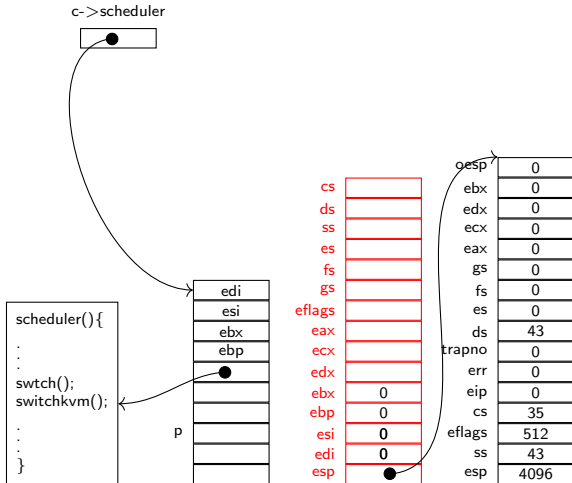 c->scheduler
scheduler(){
.
.
.
swtch();
switchkvm();
.
.
.
}
edi
esi
ebx
ebp
p
cs
ds
ss
es
fs
gs
eflags
eax
ecx
edx
ebx 0
ebp 0
esi 0
edi 0
esp
oesp 0
ebx 0
edx 0
ecx 0
eax 0
gs 0
fs 0
es 0
ds 43
trapno 0
err 0
eip 0
cs 35
eflags 512
ss 43
esp 4096